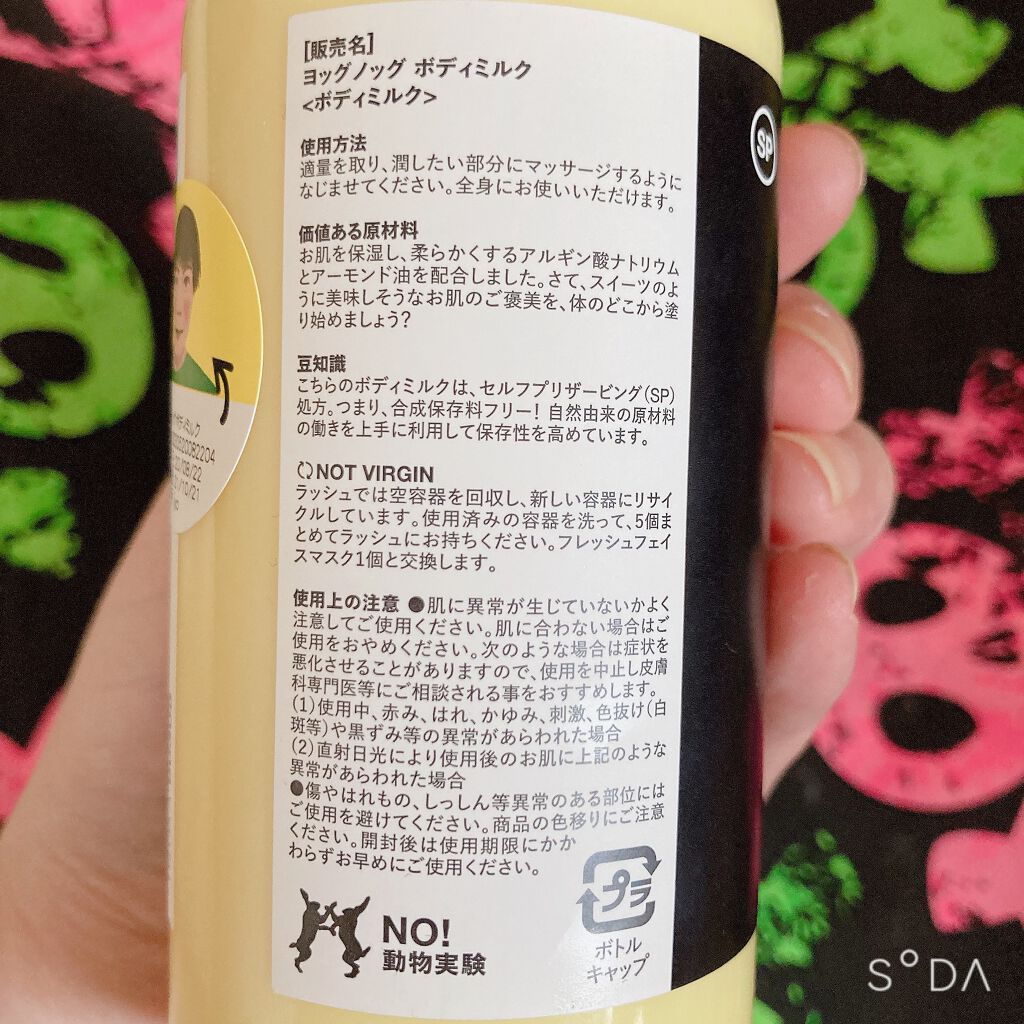 [販売名]
ヨッグノッグ ボディミルク
<ボディミルク>
使用方法
適量を取り、潤したい部分にマッサージするように
なじませてください。全身にお使いいただけます。
価値ある原材料
お肌を保湿し、柔らかくするアルギン酸ナトリウム
とアーモンド油を配合しました。さて、スイーツのよ
うに美味しそうなお肌のご褒美を、体のどこから塗
り始めましょう?
豆知識
こちらのボディミルクは、セルフプリザービング(SP)
処方。つまり、合成保存料フリー! 自然由来の原材料
の働きを上手に利用して保存性を高めています。
NOT VIRGIN
ラッシュでは空容器を回収し、新しい容器にリサイ
クルしています。使用済みの容器を洗って、5個ま
とめてラッシュにお持ちください。フレッシュフェイ
スマスク1個と交換します。
使用上の注意 ●肌に異常が生じていないかよく
注意してご使用ください。肌に合わない場合はご
使用をおやめください。次のような場合は症状を
悪化させることがありますので、使用を中止し皮膚
科専門医等にご相談される事をおすすめします。
(1)使用中、赤み、はれ、かゆみ、刺激、色抜け(白
斑等)や黒ずみ等の異常があらわれた場合
(2)直射日光により使用後のお肌に上記のような
異常があらわれた場合
●傷やはれもの、しっしん等異常のある部位には
ご使用を避けてください。商品の色移りにご注意
ください。開封後は使用期限にかか
わらずお早めにご使用ください。
NO!
動物実験
プラ
ボトル
キャップ
SP
SODA